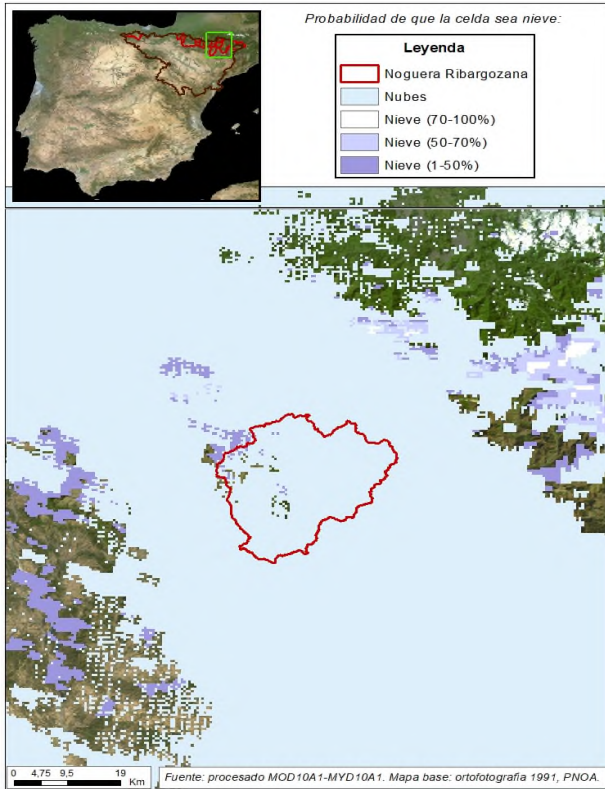 Probabilidad de que la celda sea nieve:
Leyenda
Noguera Ribargozana
Nubes
Nieve (70-100%)
Nieve (50-70%)
Nieve (1-50%)
0 4,75 9,5 19
Km
Fuente: procesado MOD10A1-MYD10A1. Mapa base: ortofotografía 1991, PNOA.